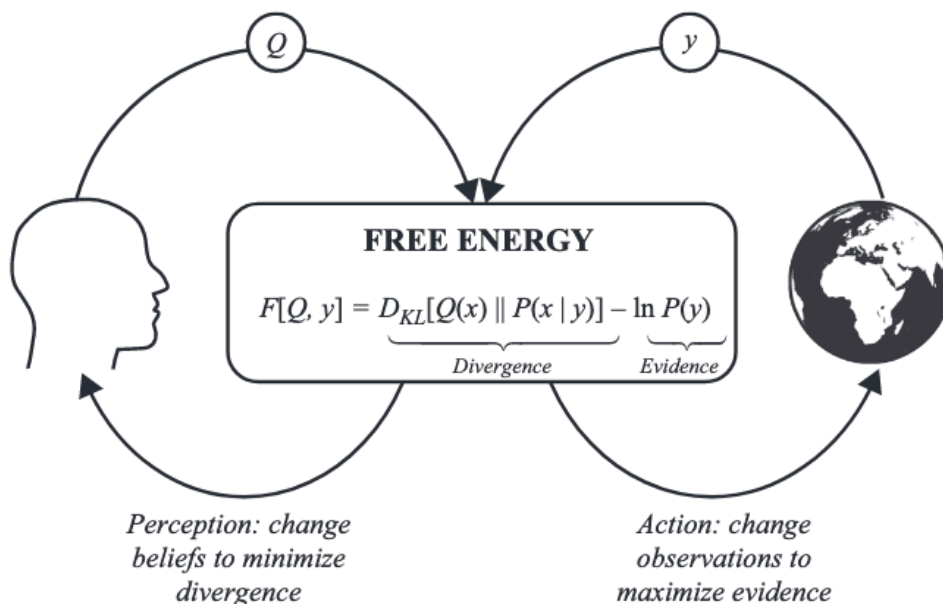 Q
y
FREE ENERGY
F[Q, y] = D_KL[Q(x) || P(x | y)] – ln P(y)
Divergence
Evidence
Perception: change
beliefs to minimize
divergence
Action: change
observations to
maximize evidence